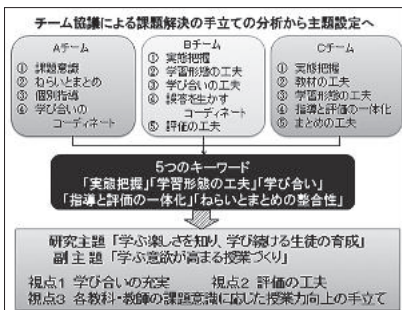 チーム協議による課題解決の手立ての分析から主題設定へ
Aチーム
① 課題意識
② ねらいとまとめ
③ 個別指導
④ 学び合いの
コーディネート
Bチーム
① 実態把握
② 学習形態の工夫
③ 学び合いの工夫
④ 誤答を生かす
コーディネート
⑤ 評価の工夫
Cチーム
① 実態把握
② 教材の工夫
③ 学習形態の工夫
④ 指導と評価の一体化
⑤ まとめの工夫
5つのキーワード
「実態把握」「学習形態の工夫」「学び合い」
「指導と評価の一体化」「ねらいとまとめの整合性」
研究主題「学ぶ楽しさを知り、学び続ける生徒の育成」
副主題「学ぶ意欲が高まる授業づくり」
視点1 学び合いの充実 視点2 評価の工夫
視点3 各教科・教師の課題意識に応じた授業力向上の手立て